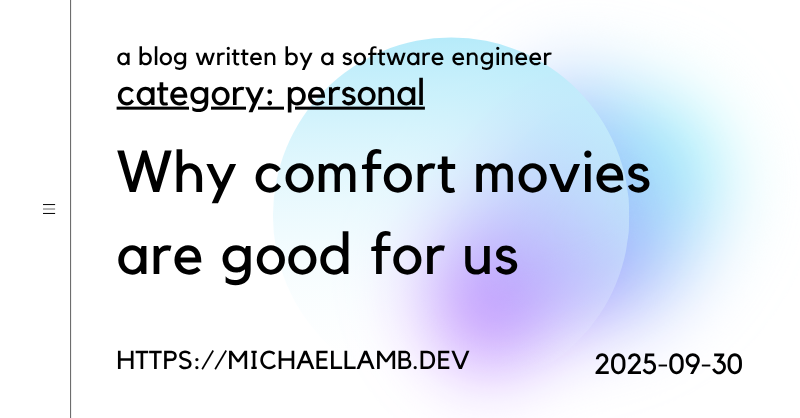 a blog written by a software engineer
category: personal
Why comfort movies
are good for us
HTTPS://MICHAELLAMB.DEV
2025-09-30